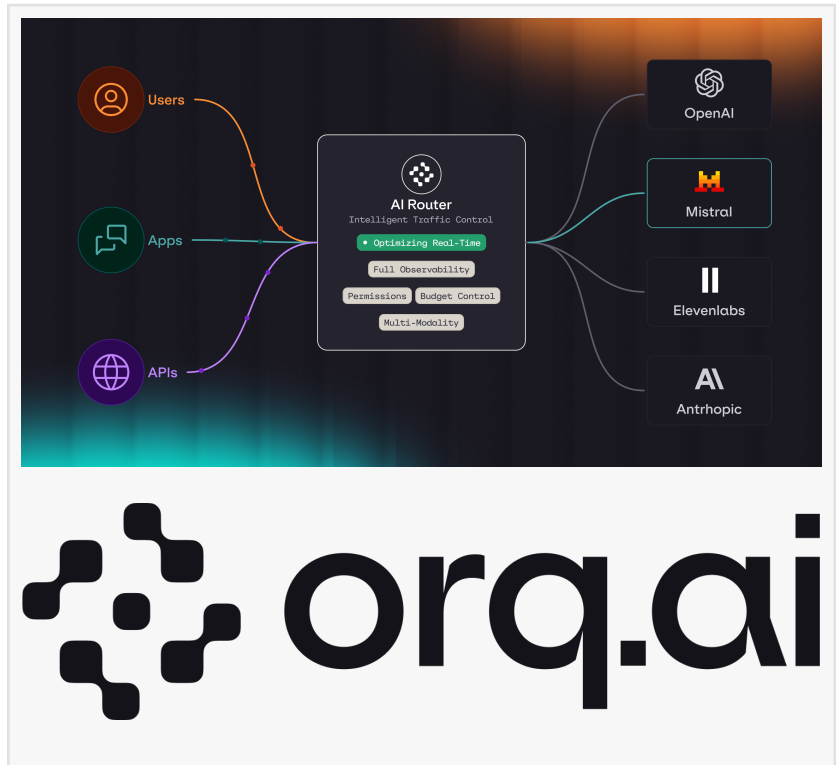 Users
Apps
APIs
AI Router
Intelligent Traffic Control
Optimizing Real-Time
Full Observability
Permissions Budget Control
Multi-Modality
OpenAI
Mistral
Elevenlabs
Antrhopic
orq.ai